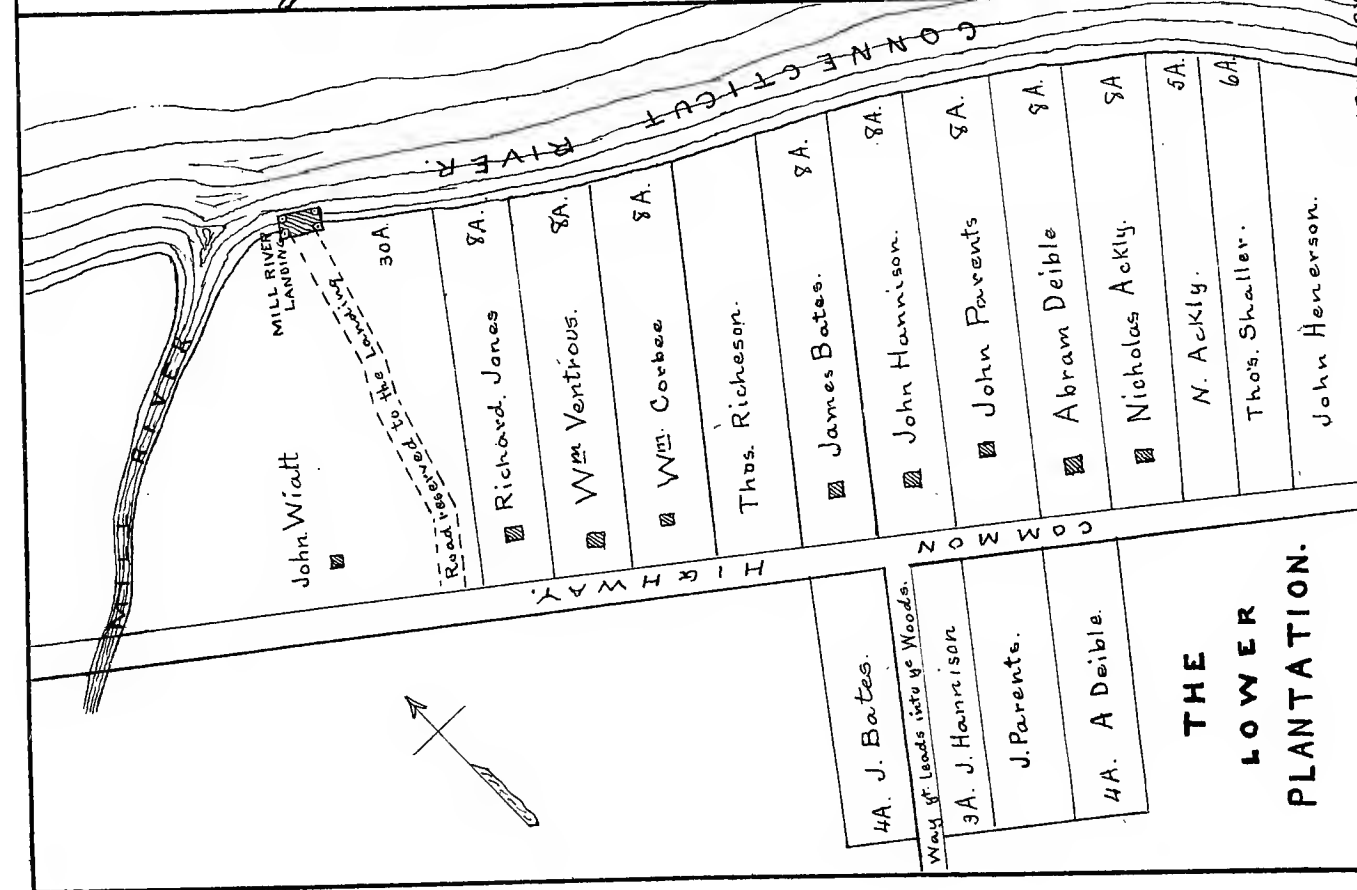 CONNECTICUT RIVER.
MILL RIVER
MILL RIVER
LANDING
Road reserved to the Landing
30A.
John Wiatt
Richard. Jones 8A.
Wm Ventrous. 8A.
Wm. Corbee 8A.
Thos. Richeson.
James Bates. 8A.
John Hannison. 8A.
John Parents 8A.
Abram Deible 8A
Nicholas Ackly. 8A
N. Ackly. 5A.
Tho's. Shaller. 6A.
John Henerson.
COMMON HIGHWAY.
4A. J. Bates.
Way yt. Leads into ye Woods.
3A. J. Hannison
J. Parents.
4A. A Deible.
THE
LOWER
PLANTATION.